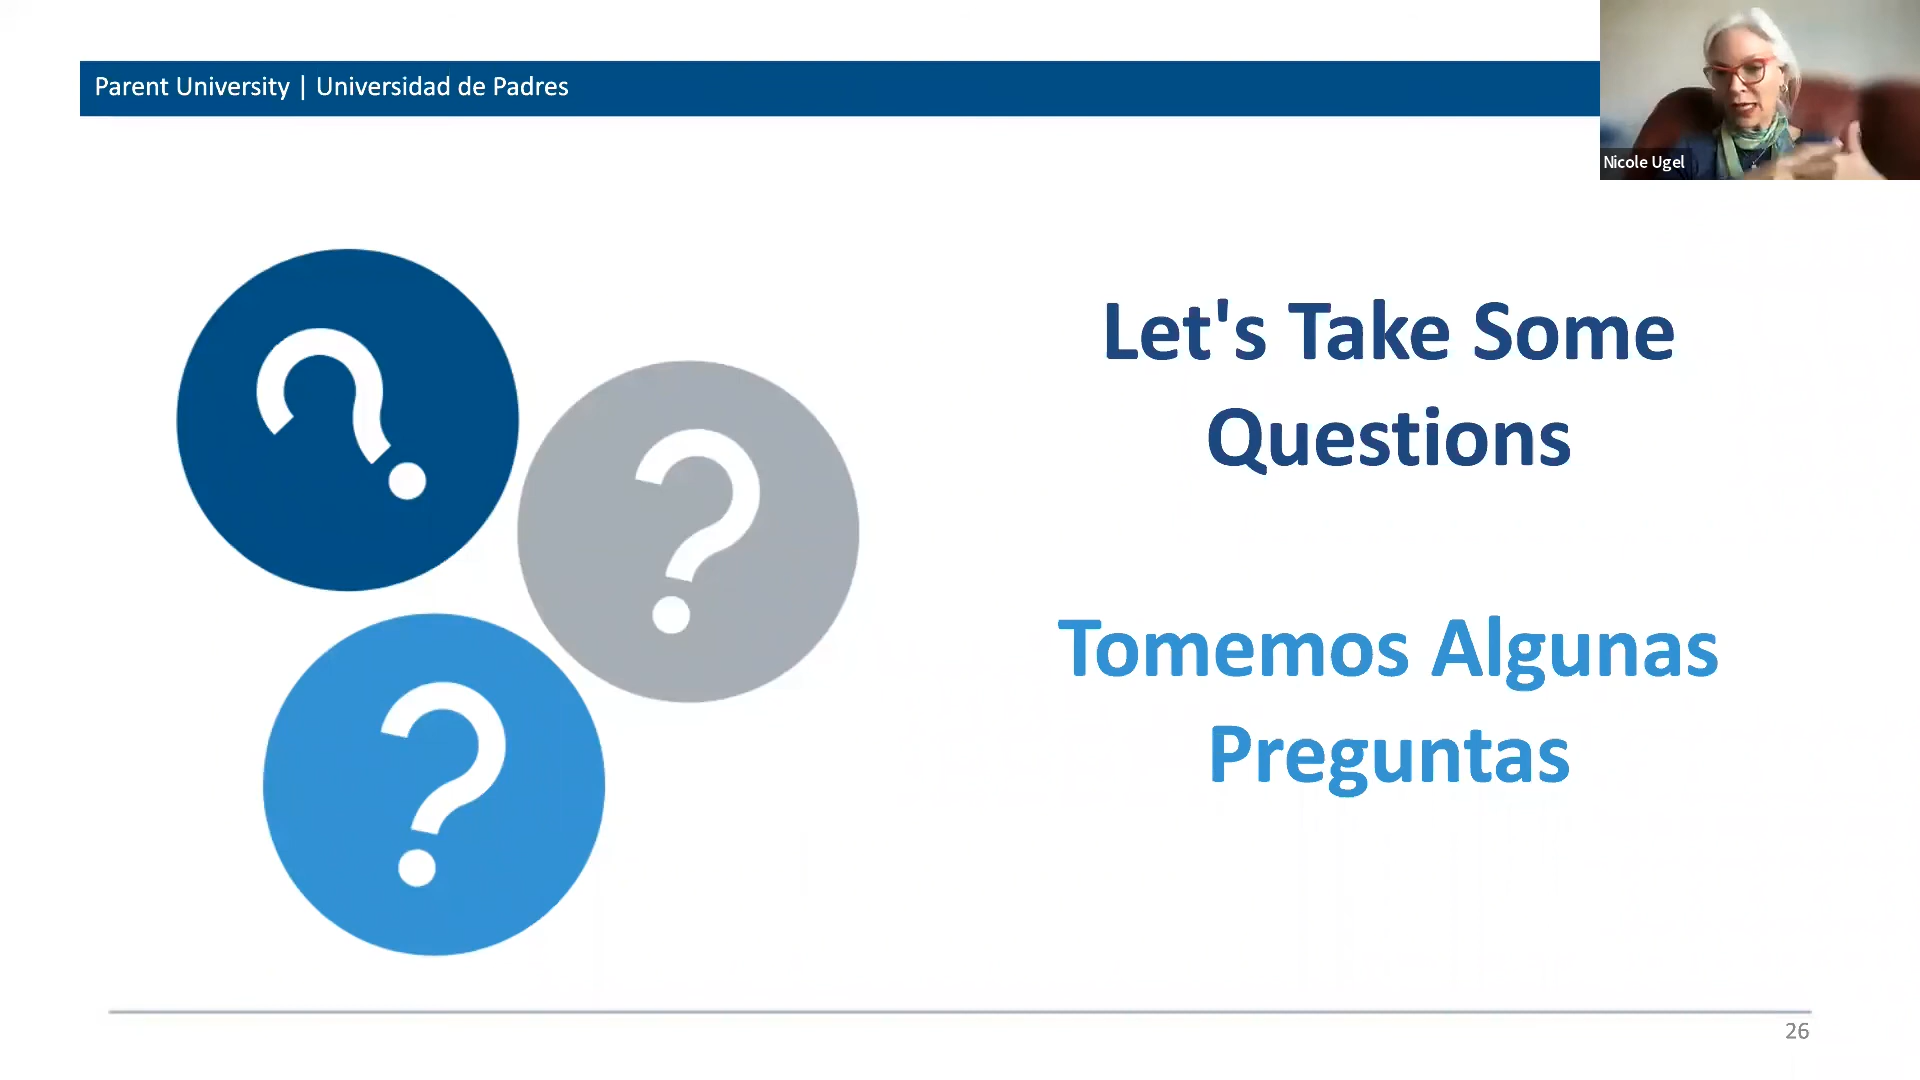 Parent University | Universidad de Padres
Nicole Ugel
Let's Take Some
Questions
Tomemos Algunas
Preguntas
?
?
?
26